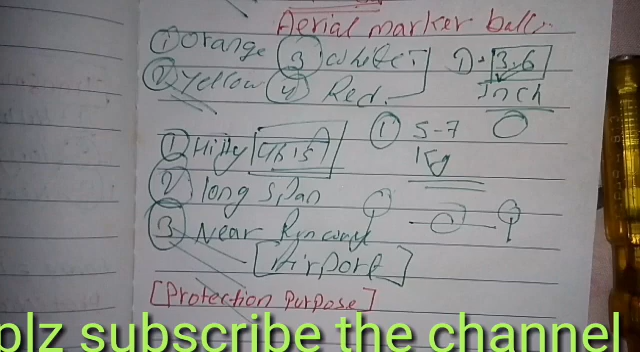 Aerial marker ball
① Orange ③ White
② Yellow ④ Red
D. 3.6
Inch
① Hilly
① 5-7
Kg
② long span
③ Near Runway
[Airport]
[Protection Purpose]
plz subscribe the channel